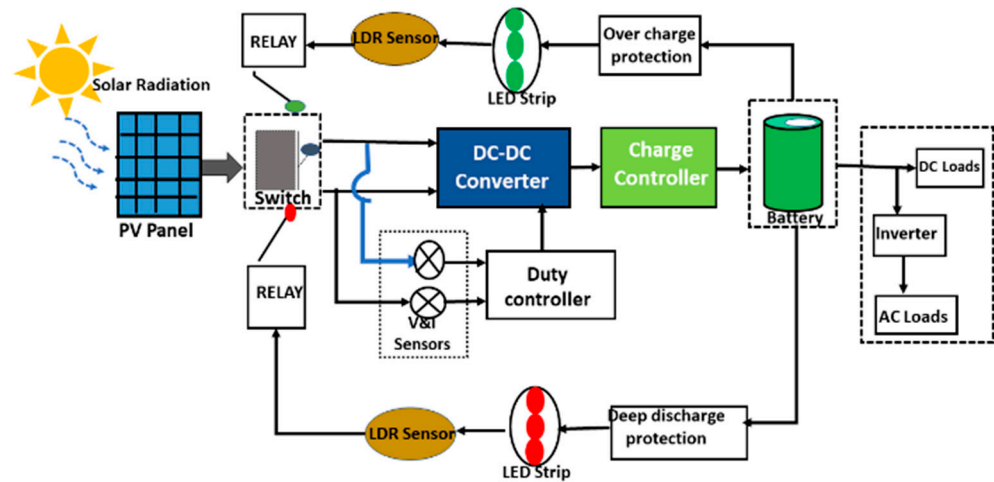 RELAY
LDR Sensor
Over charge
protection
LED Strip
Solar Radiation
DC-DC
Converter
Charge
Controller
DC Loads
Switch
Battery
PV Panel
Inverter
RELAY
Duty
controller
V&I
Sensors
AC Loads
LDR Sensor
Deep discharge
protection
LED Strip